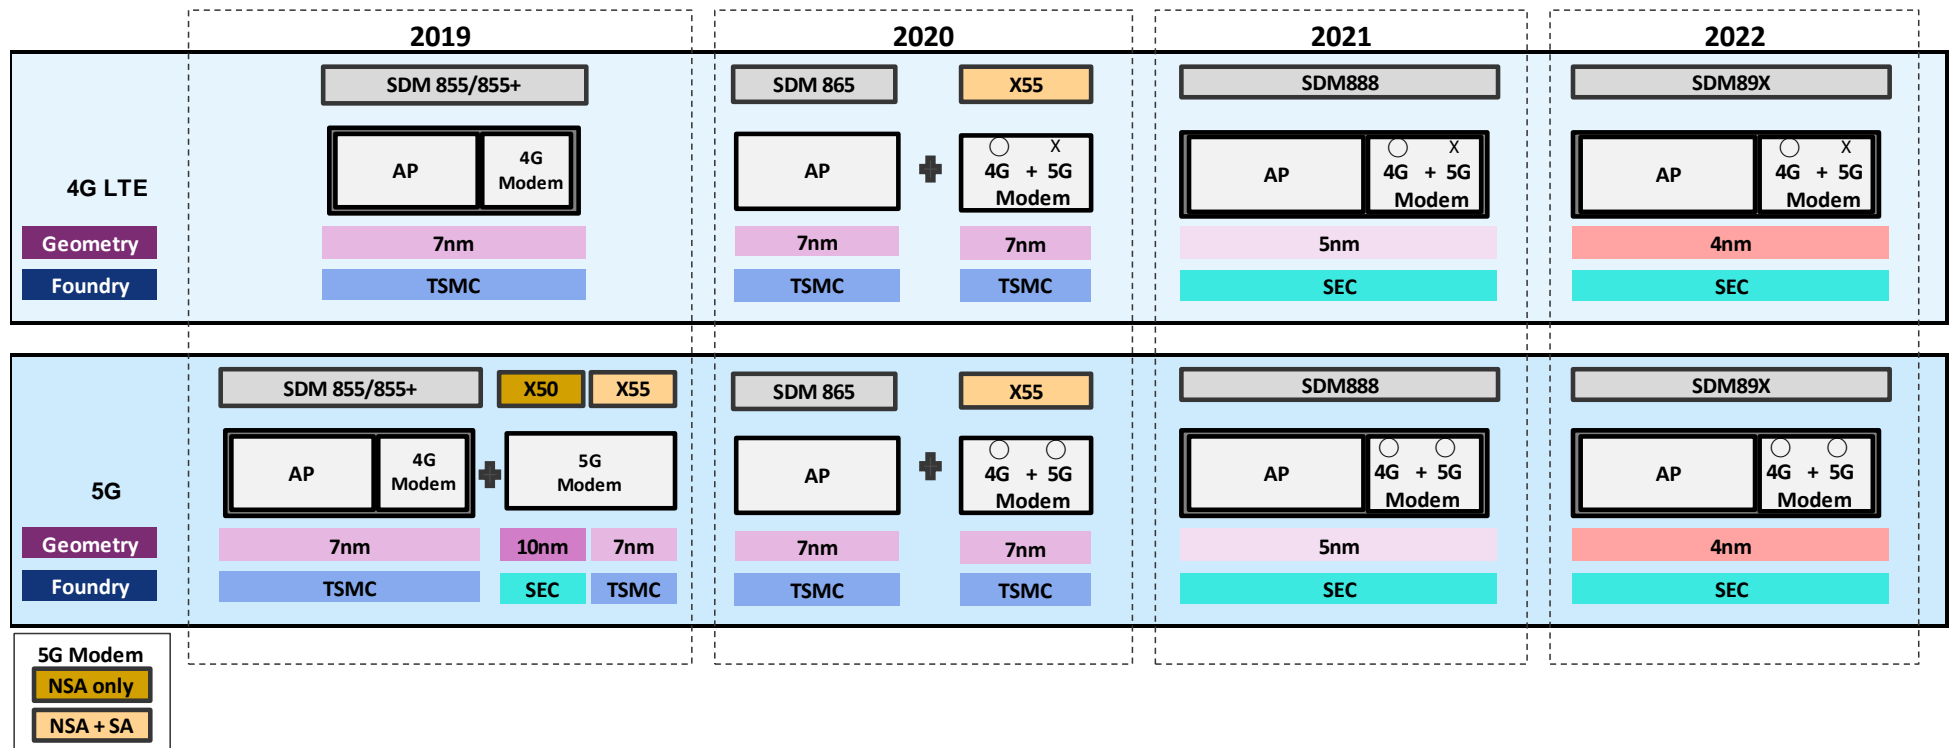 2019 2020 2021 2022
SDM 855/855+ SDM 865 X55 SDM888 SDM89X
4G LTE
AP
4G
Modem
AP
X
4G + 5G
Modem
AP
X
4G + 5G
Modem
AP
X
4G + 5G
Modem
Geometry 7nm 7nm 7nm 5nm 4nm
Foundry TSMC TSMC TSMC SEC SEC
SDM 855/855+ X50 X55 SDM 865 X55 SDM888 SDM89X
5G
AP
4G
Modem
5G
Modem
AP
4G + 5G
Modem
AP
4G + 5G
Modem
AP
4G + 5G
Modem
Geometry 7nm 10nm 7nm 7nm 7nm 5nm 4nm
Foundry TSMC SEC TSMC TSMC TSMC SEC SEC
5G Modem
NSA only
NSA + SA